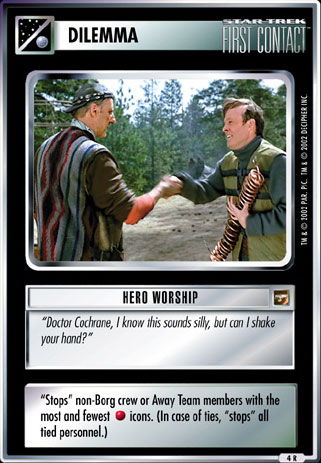 DILEMMA
STAR TREK
FIRST CONTACT™
TM & © 2002 PAR. PIC. TM & © 2002 DECIPHER INC.
HERO WORSHIP
"Doctor Cochrane, I know this sounds silly, but can I shake
your hand?"
"Stops" non-Borg crew or Away Team members with the
most and fewest icons. (In case of ties, "stops" all
tied personnel.)
4 R